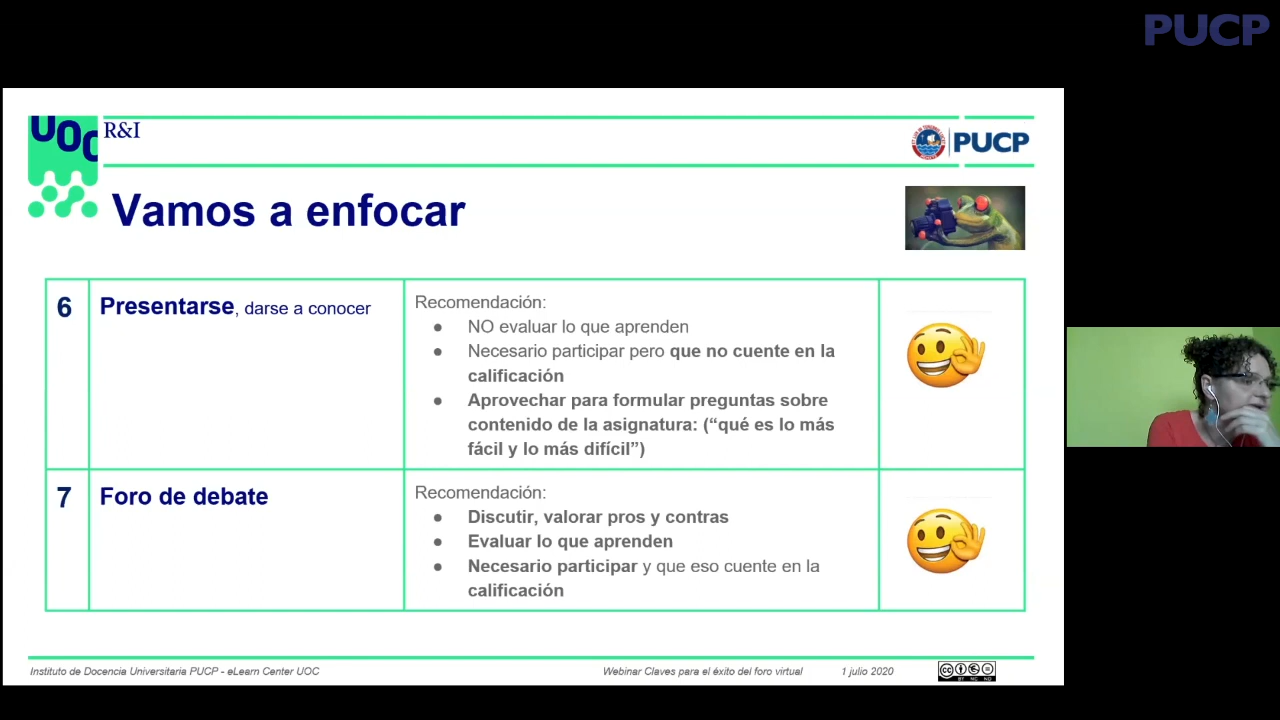 PUCP
UOC R&I
PUCP
Vamos a enfocar
6
Presentarse, darse a conocer
Recomendación:
● NO evaluar lo que aprenden
● Necesario participar pero que no cuente en la
calificación
● Aprovechar para formular preguntas sobre
contenido de la asignatura: (“qué es lo más
fácil y lo más difícil”)
7
Foro de debate
Recomendación:
● Discutir, valorar pros y contras
● Evaluar lo que aprenden
● Necesario participar y que eso cuente en la
calificación
Instituto de Docencia Universitaria PUCP - eLearn Center UOC
Webinar Claves para el éxito del foro virtual
1 julio 2020
CC BY NC ND